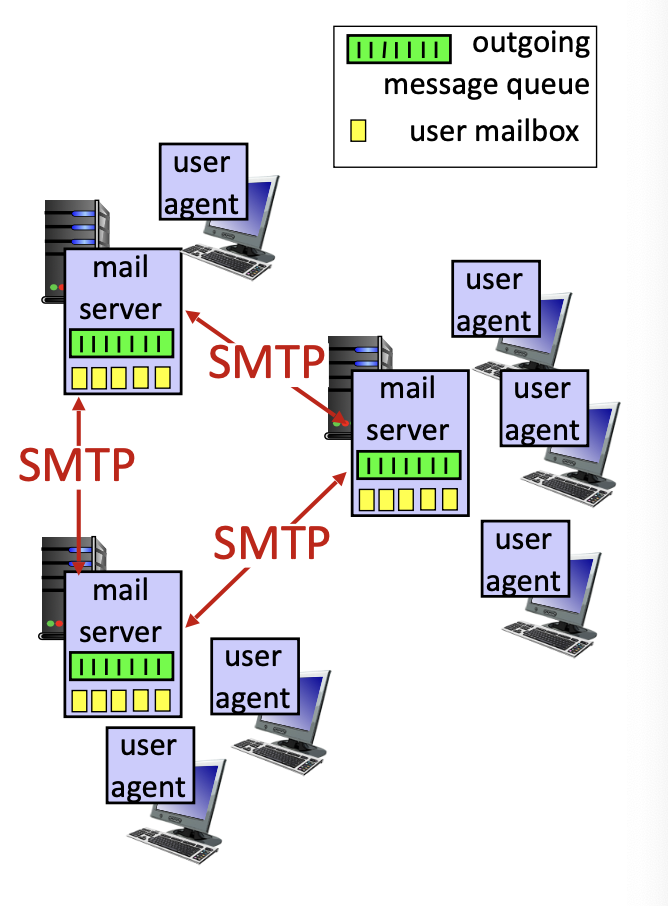 outgoing
message queue
user mailbox
user
agent
mail
server
SMTP
user
agent
mail
server
user
agent
SMTP
SMTP
user
agent
mail
server
user
agent
user
agent